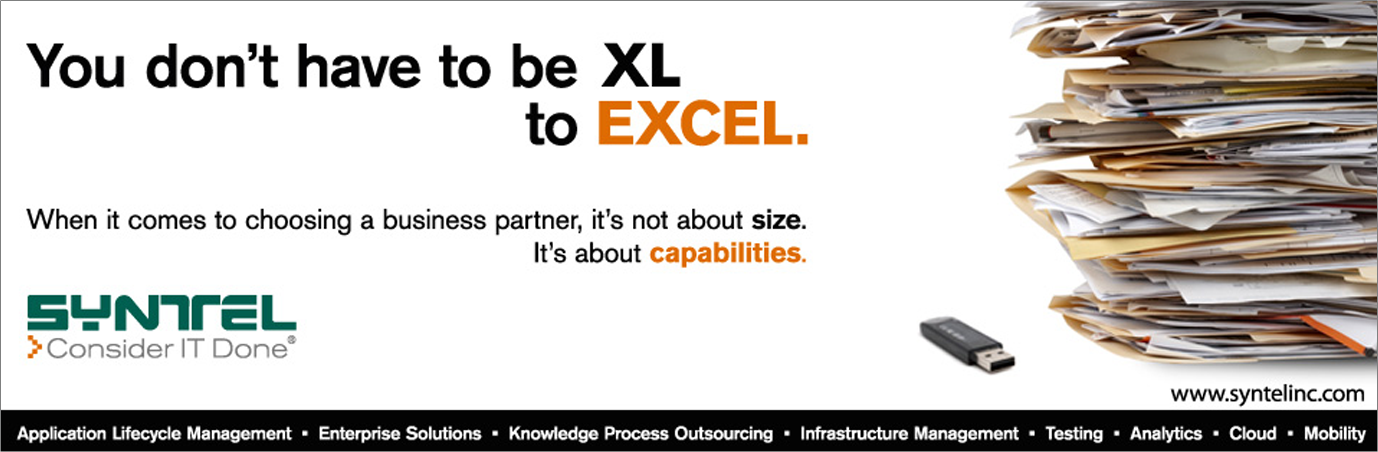 You don't have to be XL
to EXCEL.
When it comes to choosing a business partner, it's not about size.
It's about capabilities.
SYNTEL
Consider IT Done®
www.syntelinc.com
Application Lifecycle Management ▪ Enterprise Solutions ▪ Knowledge Process Outsourcing ▪ Infrastructure Management ▪ Testing ▪ Analytics ▪ Cloud ▪ Mobility